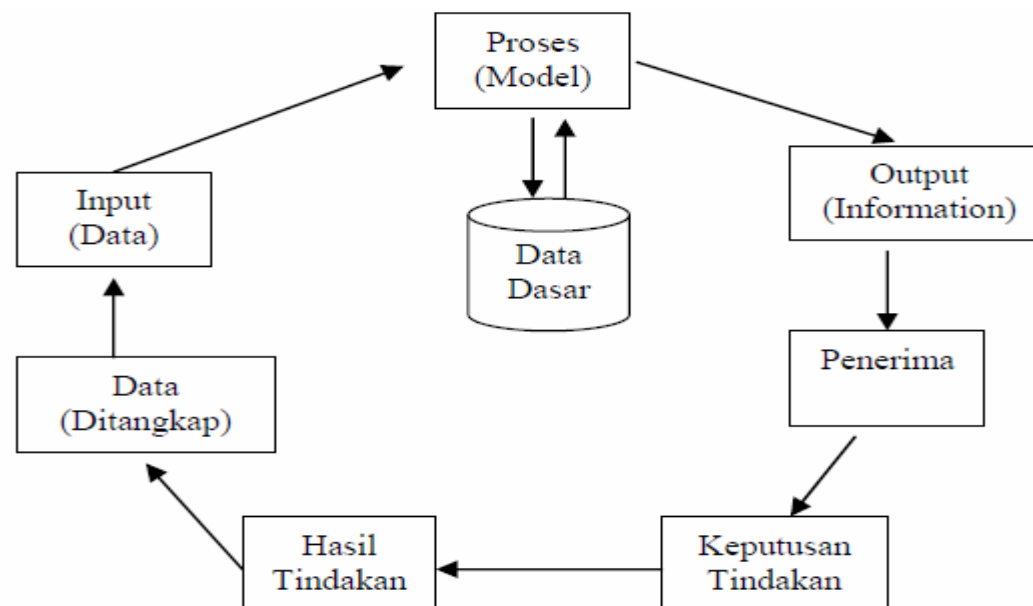 Proses
(Model)
Input
(Data)
Output
(Information)
Data
Dasar
Penerima
Data
(Ditangkap)
Hasil
Tindakan
Keputusan
Tindakan